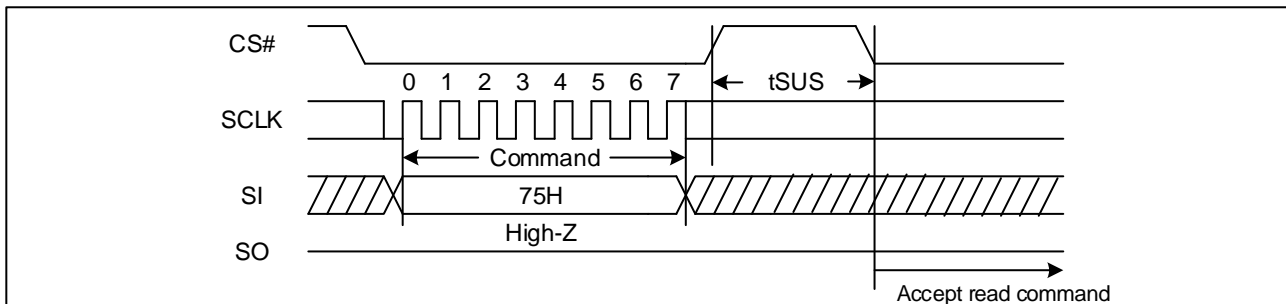 CS#
0 1 2 3 4 5 6 7
tSUS
SCLK
Command
SI
75H
High-Z
SO
Accept read command